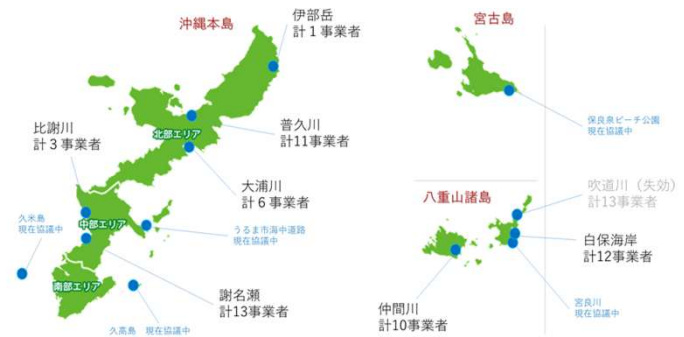 沖縄本島
伊部岳
計１事業者
普久川
計11事業者
比謝川
計３事業者
北部エリア
大浦川
計６事業者
久米島
現在協議中
中部エリア
うるま市海中道路
現在協議中
謝名瀬
計13事業者
南部エリア
久高島　現在協議中
宮古島
保良泉ビーチ公園
現在協議中
八重山諸島
吹道川（失効）
計13事業者
白保海岸
計12事業者
仲間川
計10事業者
宮良川
現在協議中